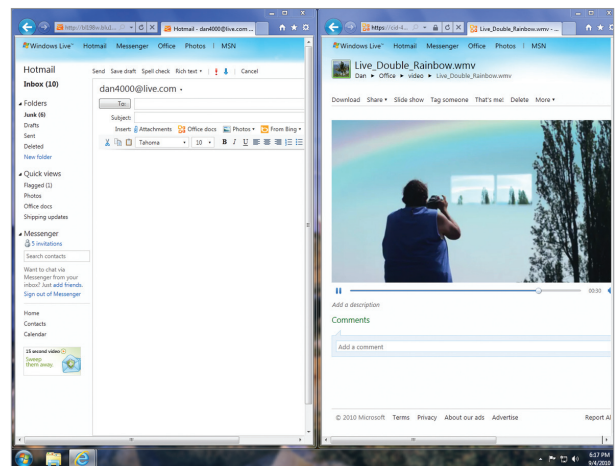 Hotmail - dan4000@live.com ...
Windows Live™ Hotmail Messenger Office Photos | MSN
Hotmail
Inbox (10)
Folders
Junk (6)
Drafts
Sent
Deleted
New folder
Quick views
Flagged (1)
Photos
Office docs
Shipping updates
Messenger
5 invitations
Search contacts
Want to chat via
Messenger from your
inbox? Just add friends.
Sign out of Messenger
Home
Contacts
Calendar
15 second video
Sweep
them away.
Send Save draft Spell check Rich text | ! | Cancel
dan4000@live.com
To:
Subject:
Insert: Attachments Office docs Photos From Bing
Tahoma 10 B I U
https://cid-4... Live_Double_Rainbow.wmv
Windows Live™ Hotmail Messenger Office Photos | MSN
Live_Double_Rainbow.wmv
Dan ▸ Office ▸ video ▸ Live_Double_Rainbow.wmv
Download Share Slide show Tag someone That's me! Delete More
00:30
Add a description
Comments
Add a comment
© 2010 Microsoft Terms Privacy About our ads Advertise Report Al
6:17 PM
9/4/2010